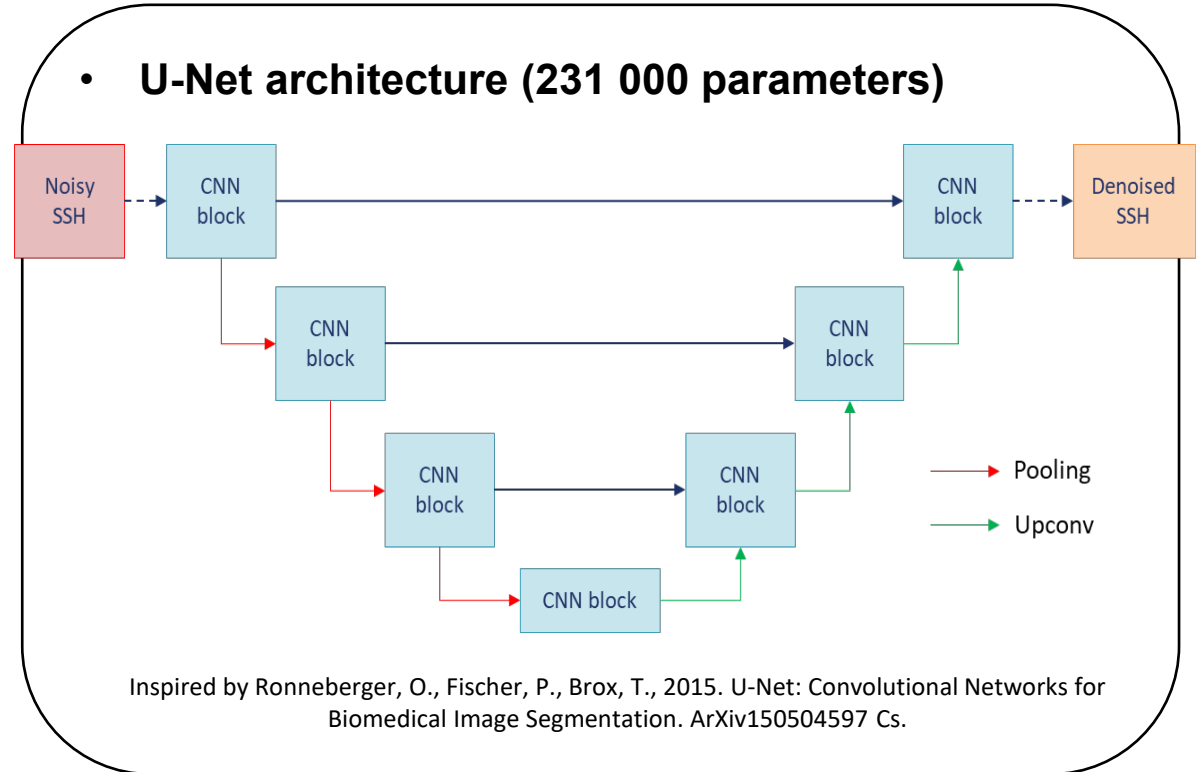 • U-Net architecture (231 000 parameters)
Noisy
SSH
CNN
block
CNN
block
Denoised
SSH
CNN
block
CNN
block
CNN
block
CNN
block
Pooling
Upconv
CNN block
Inspired by Ronneberger, O., Fischer, P., Brox, T., 2015. U-Net: Convolutional Networks for
Biomedical Image Segmentation. ArXiv150504597 Cs.